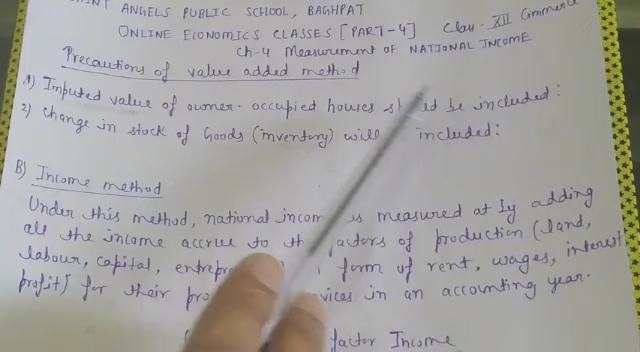 ANGELS PUBLIC SCHOOL, BAGHPAT
ONLINE ECONOMICS CLASSES [PART-4] Class-XII Commerce
Ch-4 Measurement OF NATIONAL INCOME
Precautions of value added method
1) Imputed value of owner-occupied houses be included:
2) Change in stock of Goods (inventory) will included:
B) Income method
Under this method, national is measured at by adding
all the income accrue to the factors of production (land,
labour, capital, form of rent, wages, interest
profit) for their in an accounting year.
factor Income